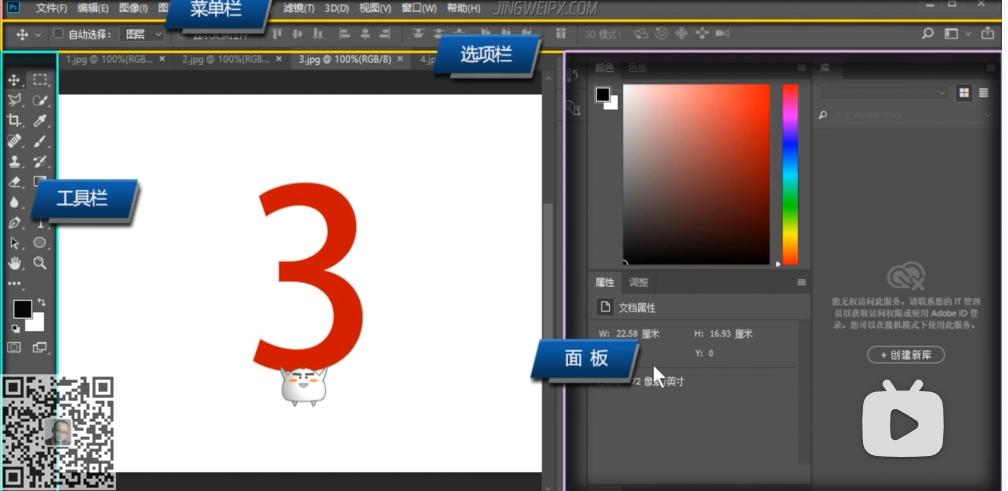 Ps 文件(F) 编辑(E) 图像(I) 菜单栏 滤镜(T) 3D(D) 视图(V) 窗口(W) 帮助(H) JINGWEIPX.COM
自动选择: 图层 选项栏 3D 模式:
1.jpg @ 100%(RGB... × 2.jpg @ 100%(RGB... × 3.jpg @ 100%(RGB/8) ×
颜色 色板 库
Adobe Stock
工具栏
3
属性 调整
文档属性
W: 22.58 厘米 H: 16.93 厘米
Y: 0
面 板
72 像素/英寸
您无权访问此服务。请联系您的 IT 管理
员以获取访问权限或使用 Adobe ID 登
录。您可以在脱机模式下使用此服务。
+ 创建新库